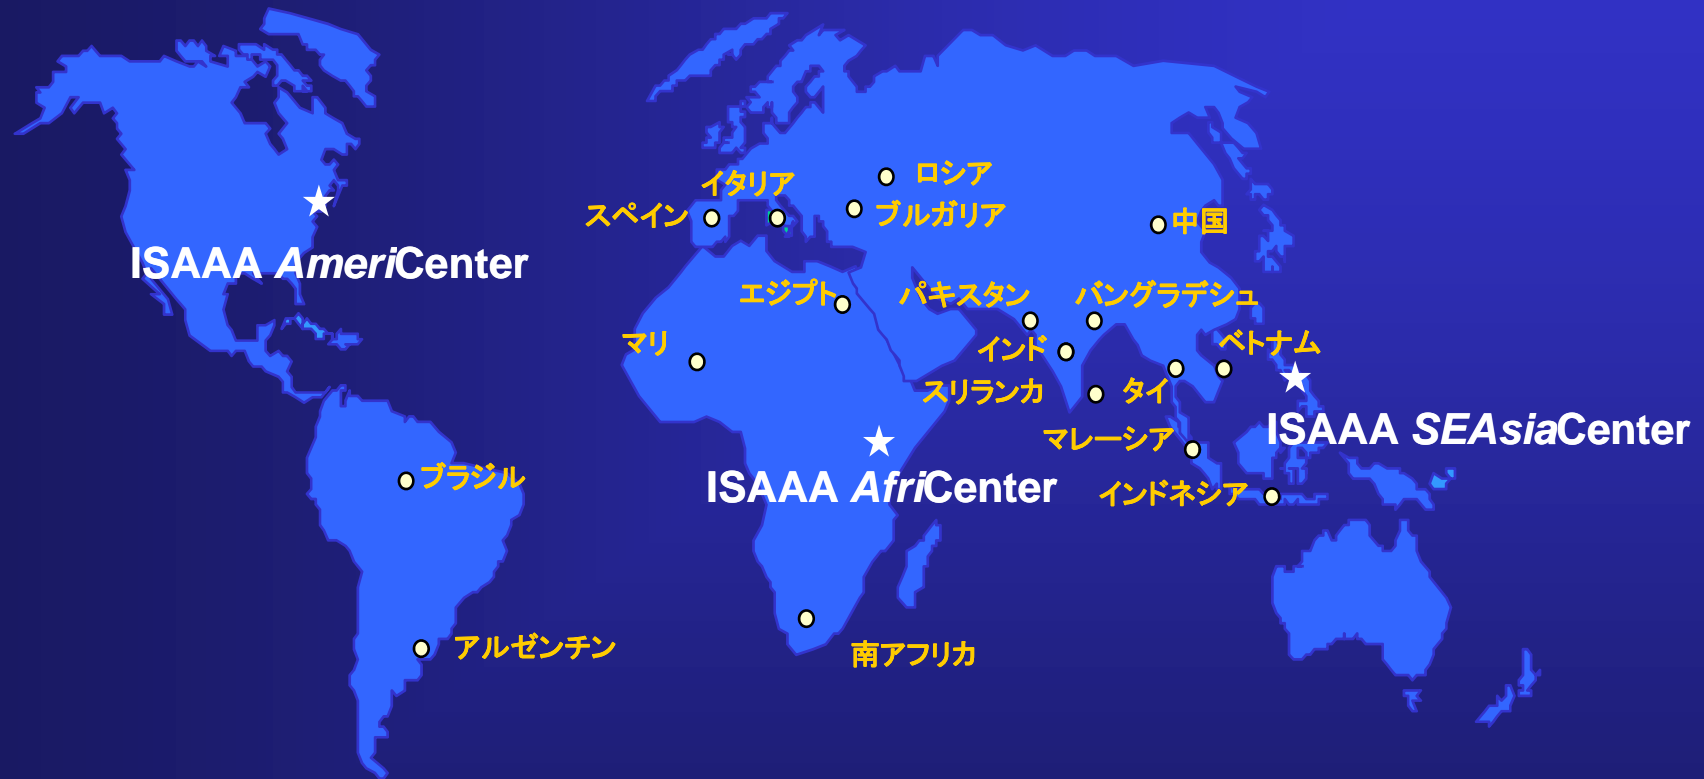 ロシア
イタリア
スペイン
ブルガリア
中国
ISAAA AmeriCenter
エジプト
パキスタン
バングラデシュ
マリ
インド
ベトナム
スリランカ
タイ
ISAAA SEAsiaCenter
マレーシア
ブラジル
ISAAA AfriCenter
インドネシア
アルゼンチン
南アフリカ